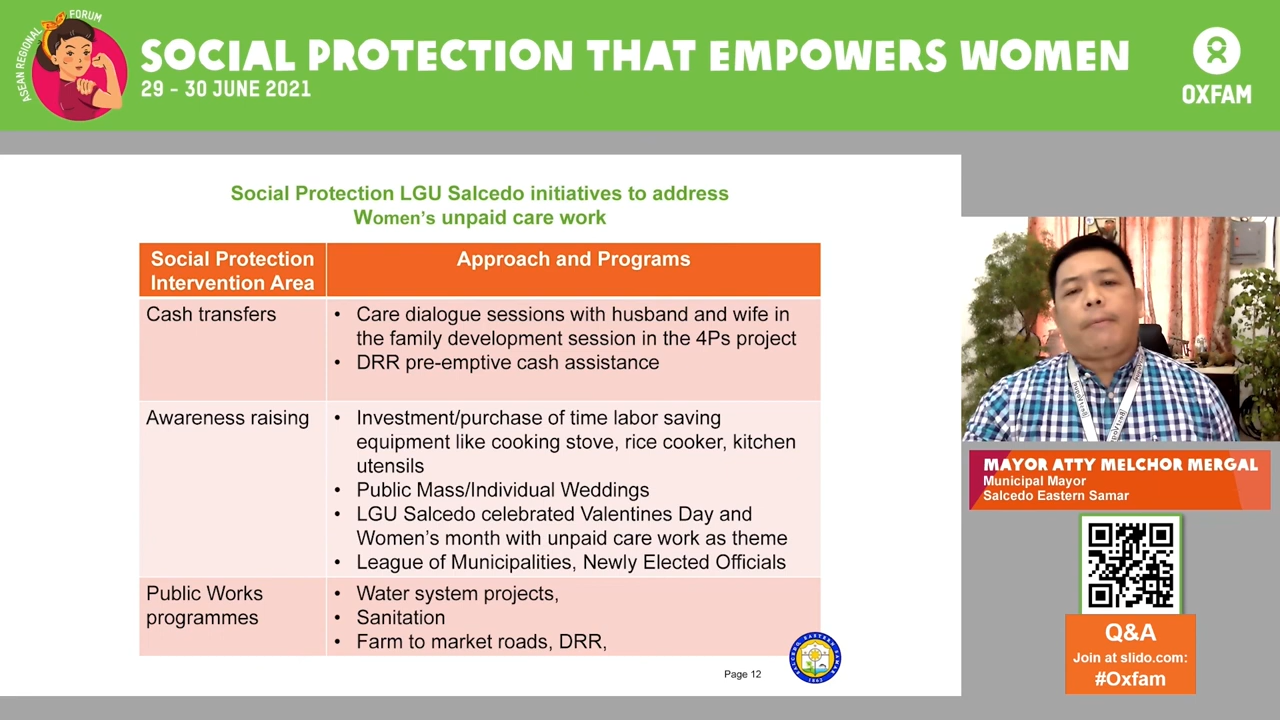 ASEAN REGIONAL FORUM
SOCIAL PROTECTION THAT EMPOWERS WOMEN
29 - 30 JUNE 2021
OXFAM
Social Protection LGU Salcedo initiatives to address
Women's unpaid care work
Social Protection
Intervention Area
Approach and Programs
Cash transfers
• Care dialogue sessions with husband and wife in
the family development session in the 4Ps project
• DRR pre-emptive cash assistance
Awareness raising
• Investment/purchase of time labor saving
equipment like cooking stove, rice cooker, kitchen
utensils
• Public Mass/Individual Weddings
• LGU Salcedo celebrated Valentines Day and
Women's month with unpaid care work as theme
• League of Municipalities, Newly Elected Officials
Public Works
programmes
• Water system projects,
• Sanitation
• Farm to market roads, DRR,
Page 12
SALCEDO, EASTERN SAMAR
MAYOR ATTY MELCHOR MERGAL
Municipal Mayor
Salcedo Eastern Samar
Q&A
Join at slido.com:
#Oxfam